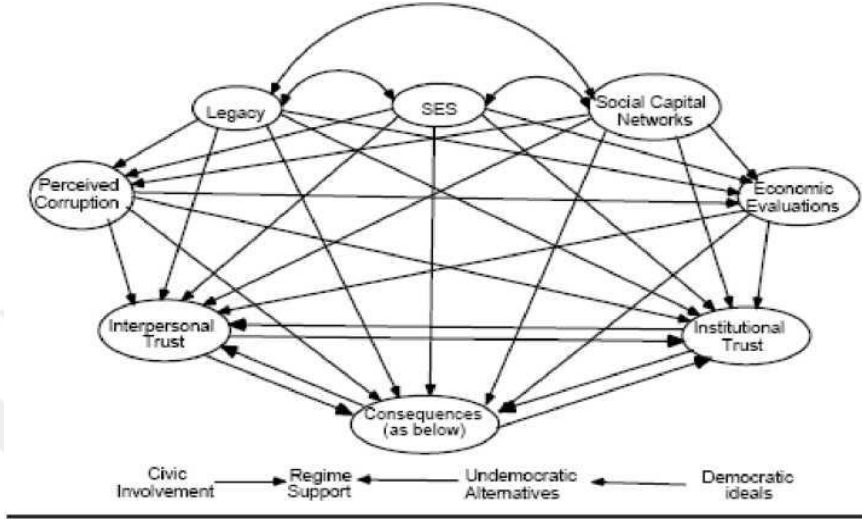 Legacy
SES
Social Capital
Networks
Perceived
Corruption
Economic
Evaluations
Interpersonal
Trust
Institutional
Trust
Consequences
(as below)
Civic
Involvement
Regime
Support
Undemocratic
Alternatives
Democratic
ideals